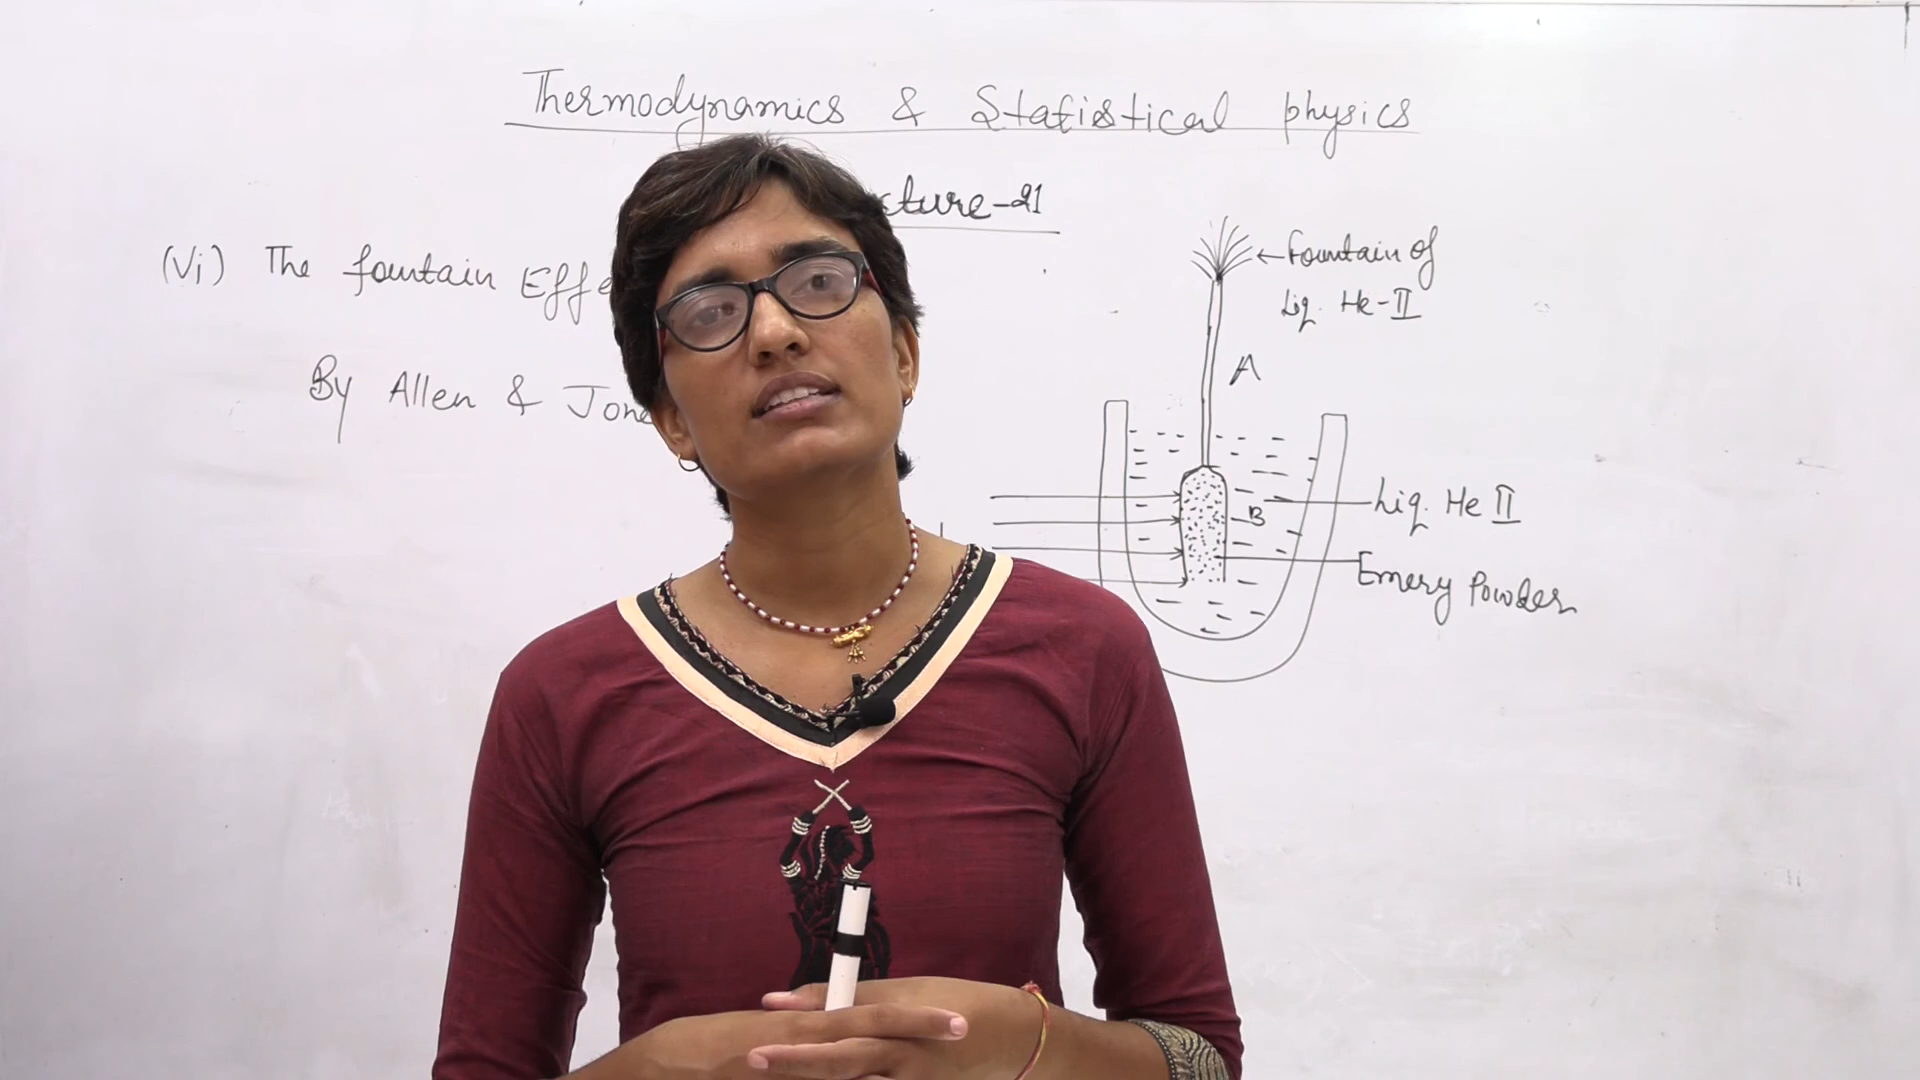 Thermodynamics & Statistical physics
cture-21
(Vi) The fountain Effe
By Allen & Jone
←Fountain of
Liq. He-II
A
Liq. He II
B
Emery Powder